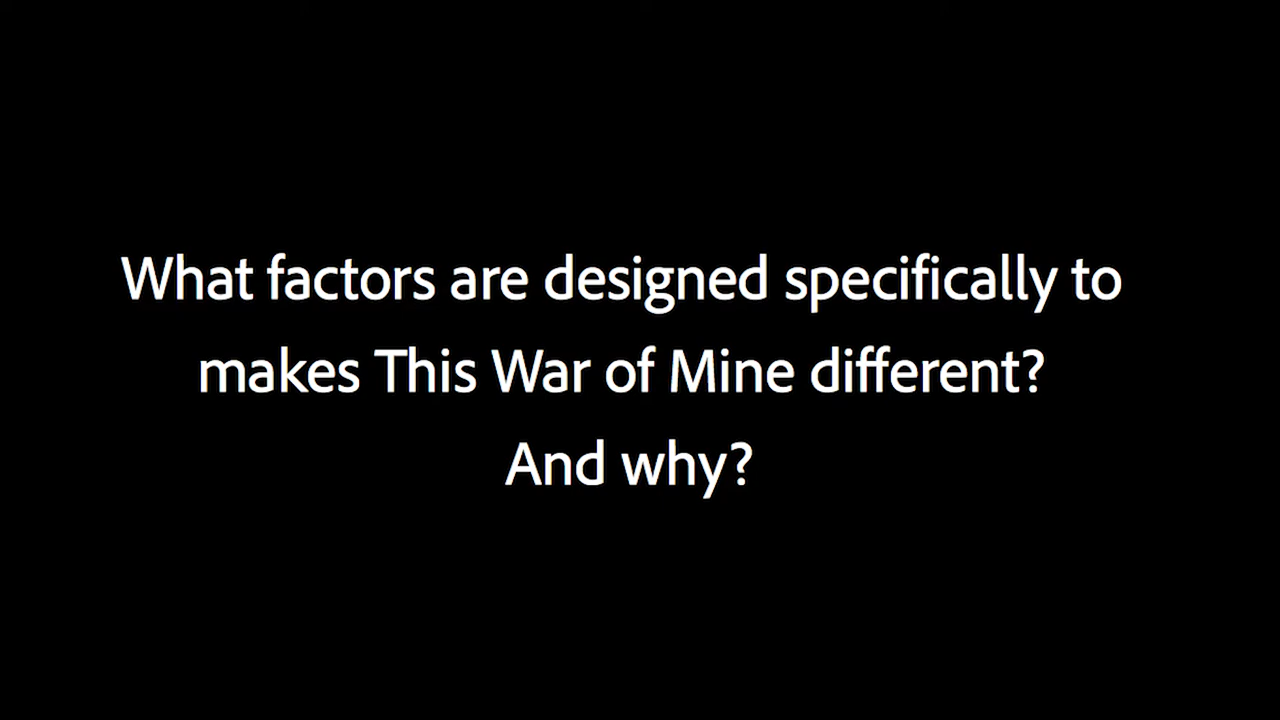 What factors are designed specifically to
makes This War of Mine different?
And why?